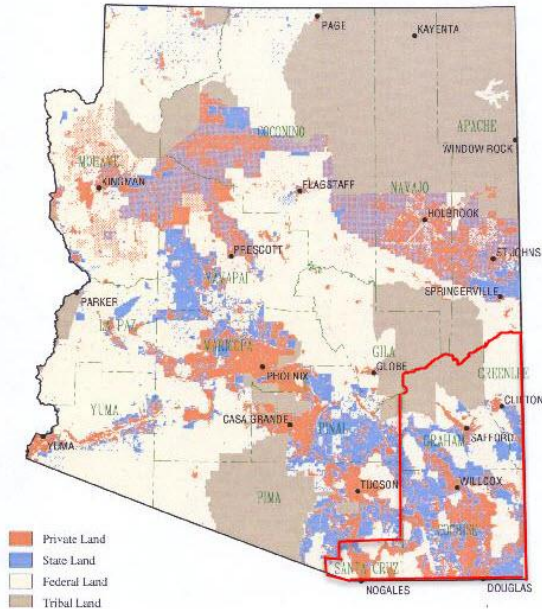 PAGE
KAYENTA
COCONINO
APACHE
WINDOW ROCK
MOHAVE
KINGMAN
FLAGSTAFF
NAVAJO
HOLBROOK
PRESCOTT
ST JOHNS
YAVAPAI
SPRINGERVILLE
PARKER
LA PAZ
MARICOPA
GILA
GLOBE
PHOENIX
GREENLEE
CLIFTON
YUMA
CASA GRANDE
PINAL
GRAHAM
SAFFORD
YUMA
TUCSON
WILLCOX
PIMA
COCHISE
SANTA CRUZ
NOGALES
DOUGLAS
Private Land
State Land
Federal Land
Tribal Land